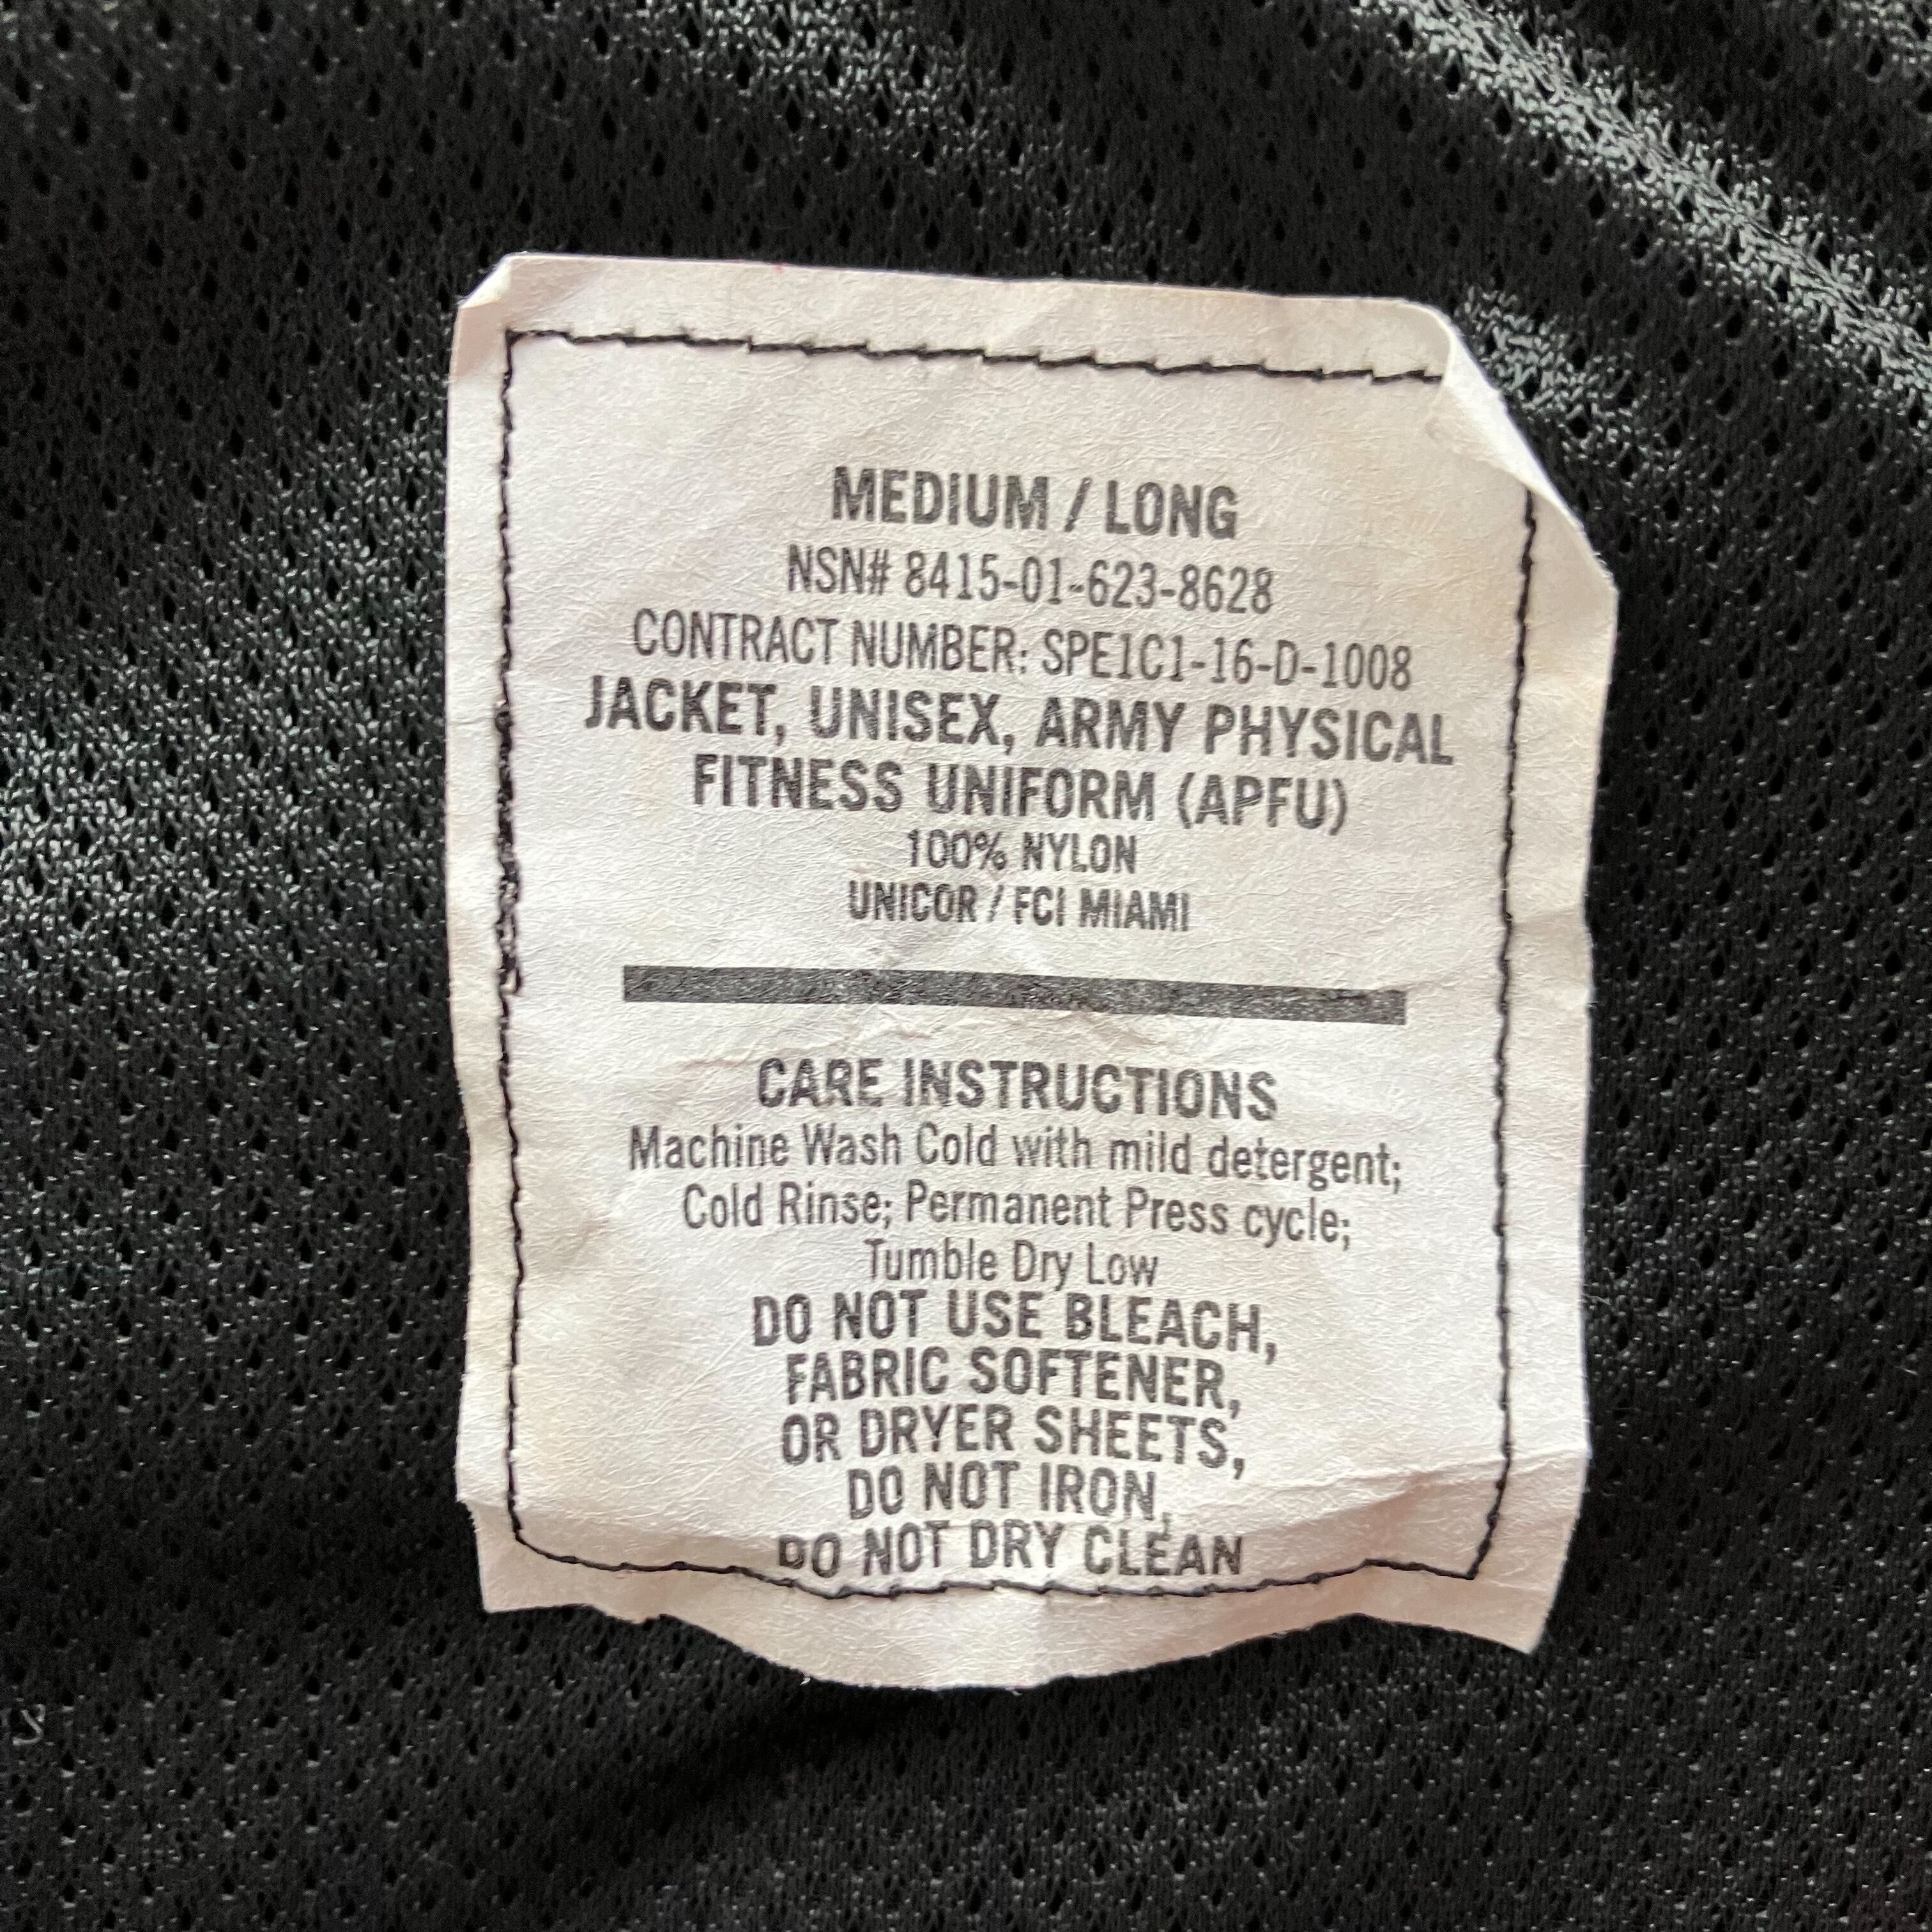 MEDIUM / LONG
NSN# 8415-01-623-8628
CONTRACT NUMBER: SPE1C1-16-D-1008
JACKET, UNISEX, ARMY PHYSICAL
FITNESS UNIFORM (APFU)
100% NYLON
UNICOR / FCI MIAMI
CARE INSTRUCTIONS
Machine Wash Cold with mild detergent;
Cold Rinse; Permanent Press cycle;
Tumble Dry Low
DO NOT USE BLEACH,
FABRIC SOFTENER,
OR DRYER SHEETS,
DO NOT IRON,
DO NOT DRY CLEAN